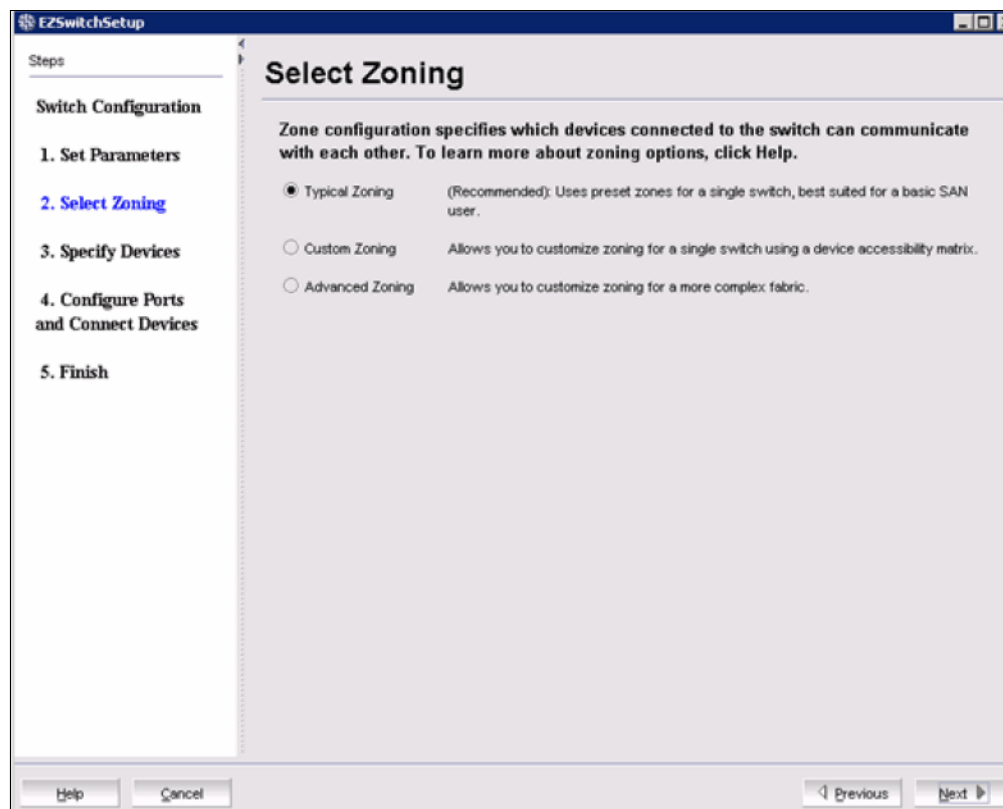 EZSwitchSetup
Steps
Switch Configuration
1. Set Parameters
2. Select Zoning
3. Specify Devices
4. Configure Ports
and Connect Devices
5. Finish
Select Zoning
Zone configuration specifies which devices connected to the switch can communicate
with each other. To learn more about zoning options, click Help.
Typical Zoning (Recommended): Uses preset zones for a single switch, best suited for a basic SAN
user.
Custom Zoning Allows you to customize zoning for a single switch using a device accessibility matrix.
Advanced Zoning Allows you to customize zoning for a more complex fabric.
Help Cancel Previous Next